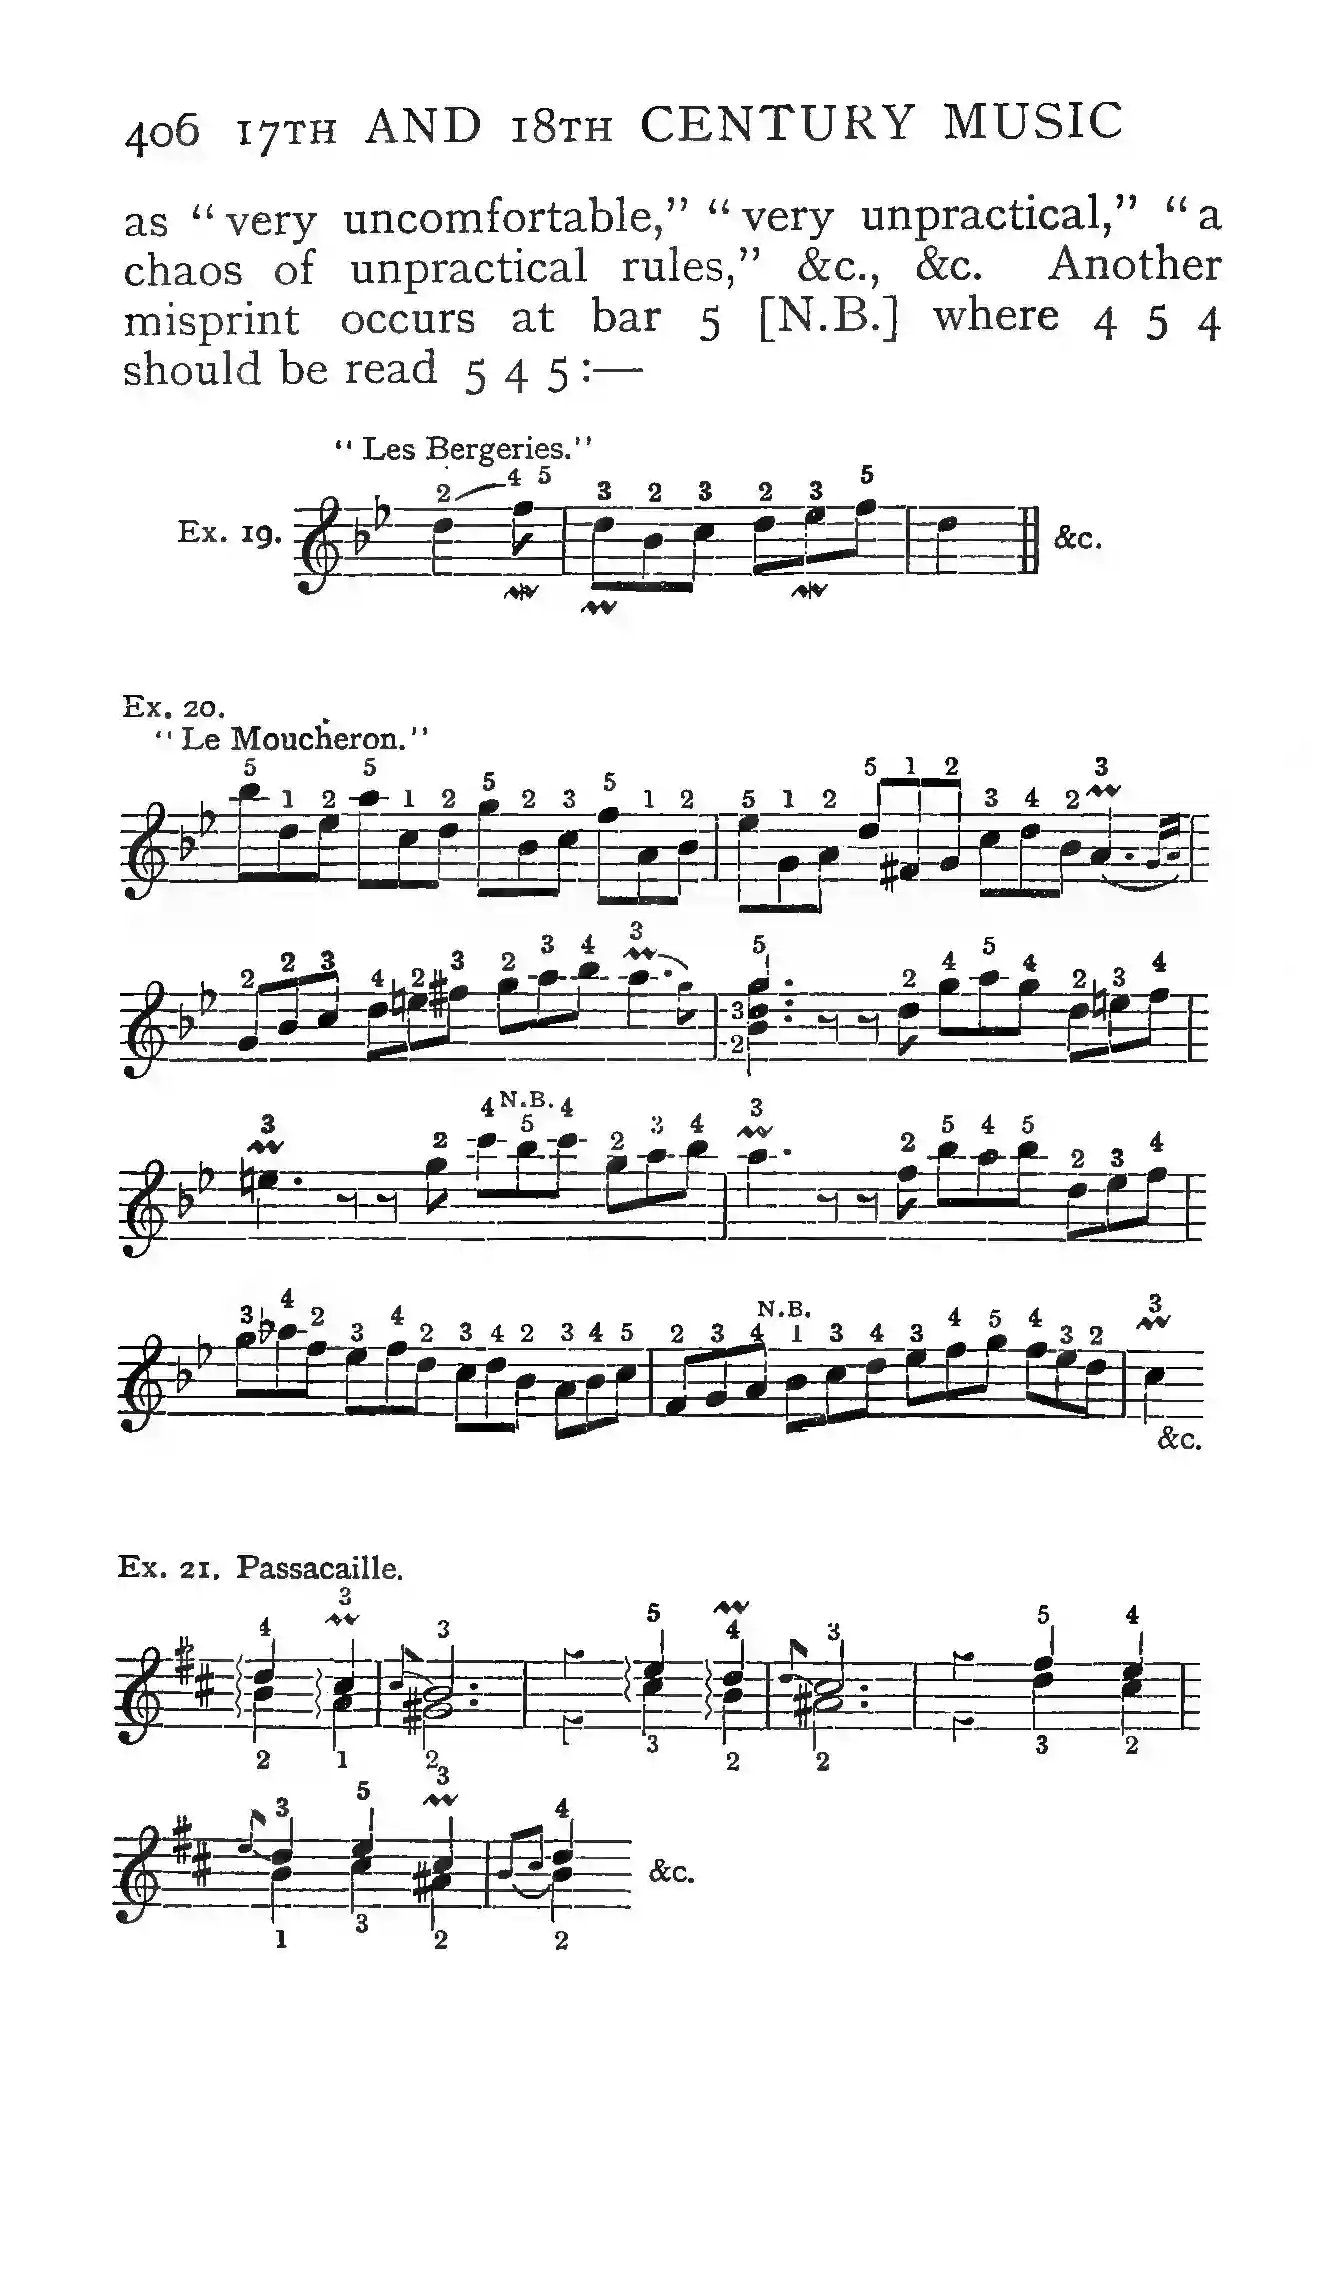 406 17TH AND 18TH CENTURY MUSIC
as “very uncomfortable,” “very unpractical,” “a
chaos of unpractical rules,” &c., &c. Another
misprint occurs at bar 5 [N.B.] where 4 5 4
should be read 5 4 5 :—
“Les Bergeries.”
2 4 5 3 2 3 2 3 5
Ex. 19. &c.
Ex. 20.
“Le Moucheron.”
5 1 2 5 1 2 5 2 3 5 1 2 5 1 2 5 1 2 3 4 2 3
2 2 3 4 2 3 2 3 4 3 5 3 2 2 4 5 4 2 3 4
3 2 4 N.B. 5 4 2 3 4 3 2 5 4 5 2 3 4
3 4 2 3 4 2 3 4 2 3 4 5 2 3 4 N.B. 1 3 4 3 4 5 4 3 2 3
&c.
Ex. 21. Passacaille.
4 3 3 5 4 3 5 4
2 1 2 3 2 2 3 2
3 5 3 4
&c.
1 3 2 2